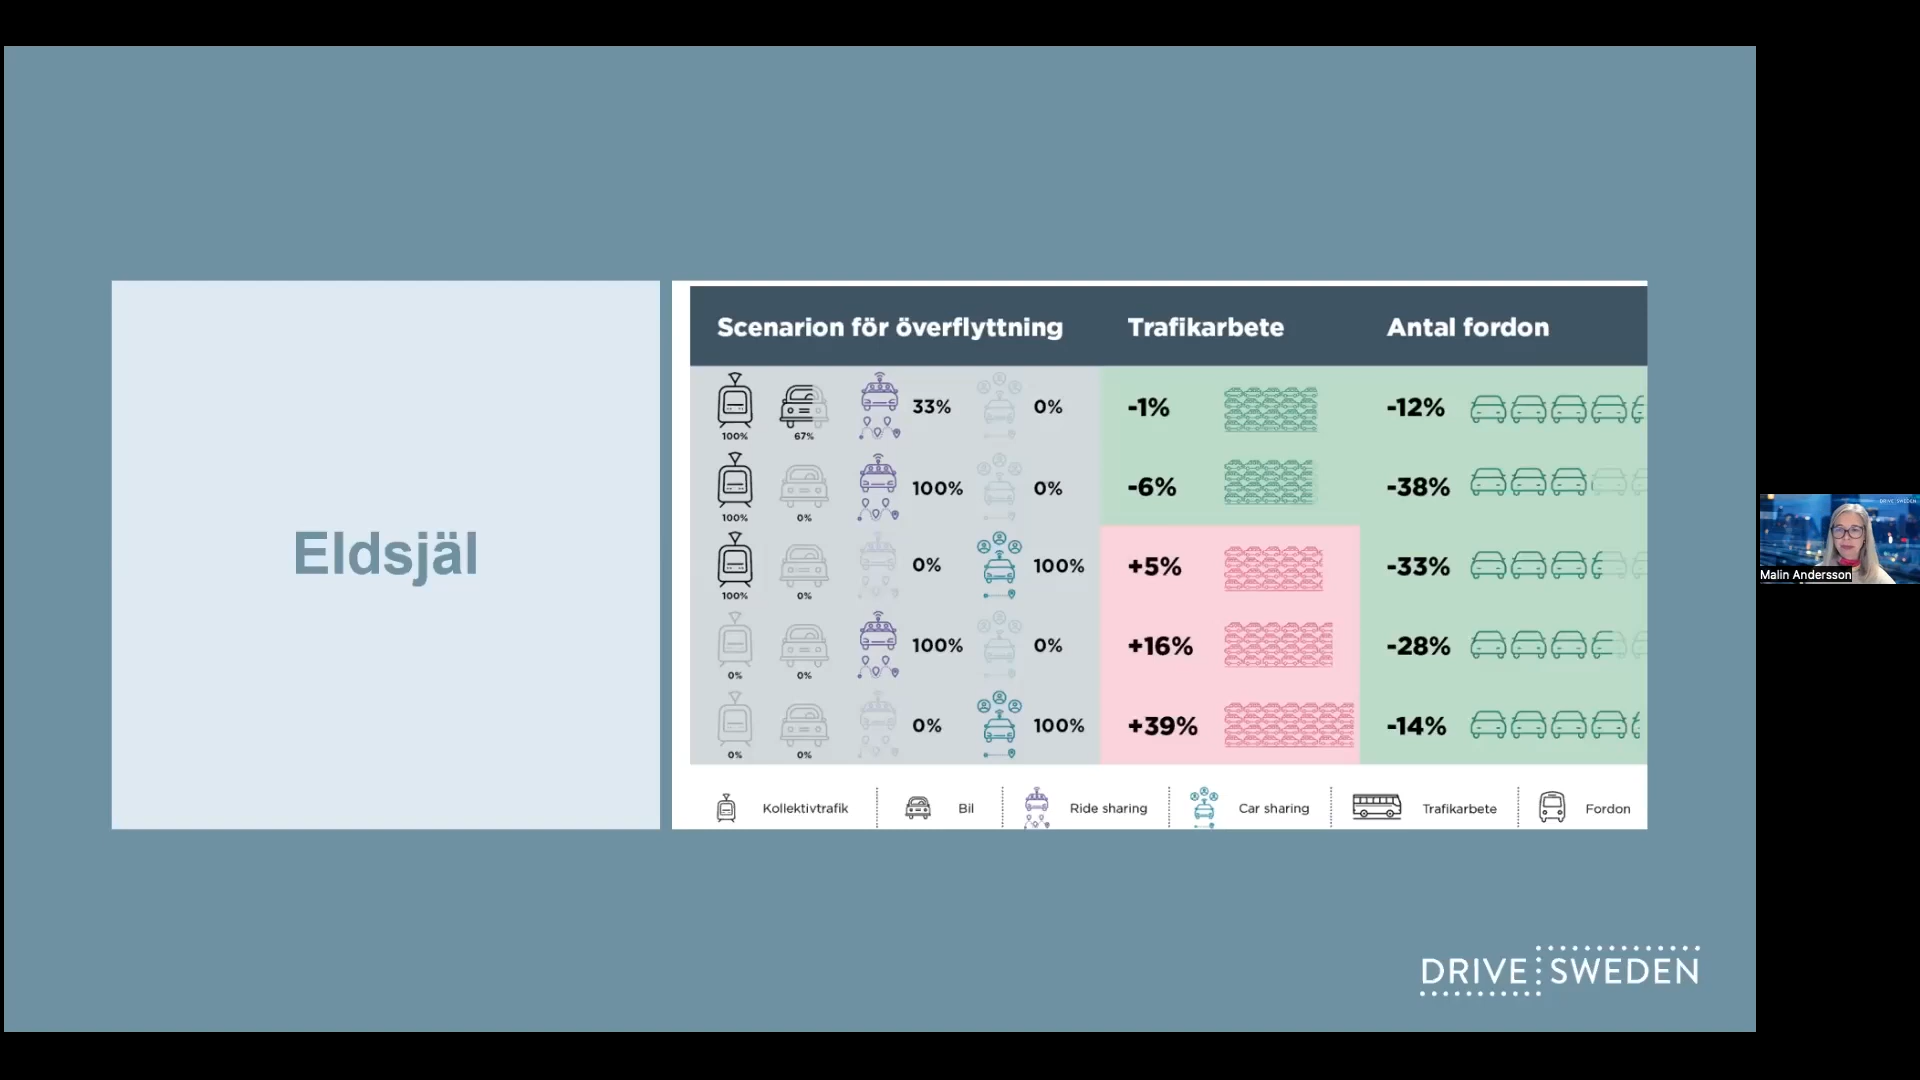 Eldsjäl
Scenarion för överflyttning Trafikarbete Antal fordon
33% 0% -1% -12%
100% 67%
100% 0% -6% -38%
100% 0%
0% 100% +5% -33%
100% 0%
100% 0% +16% -28%
0% 0%
0% 100% +39% -14%
0% 0%
Kollektivtrafik Bil Ride sharing Car sharing Trafikarbete Fordon
DRIVE SWEDEN
DRIVE SWEDEN
Malin Andersson